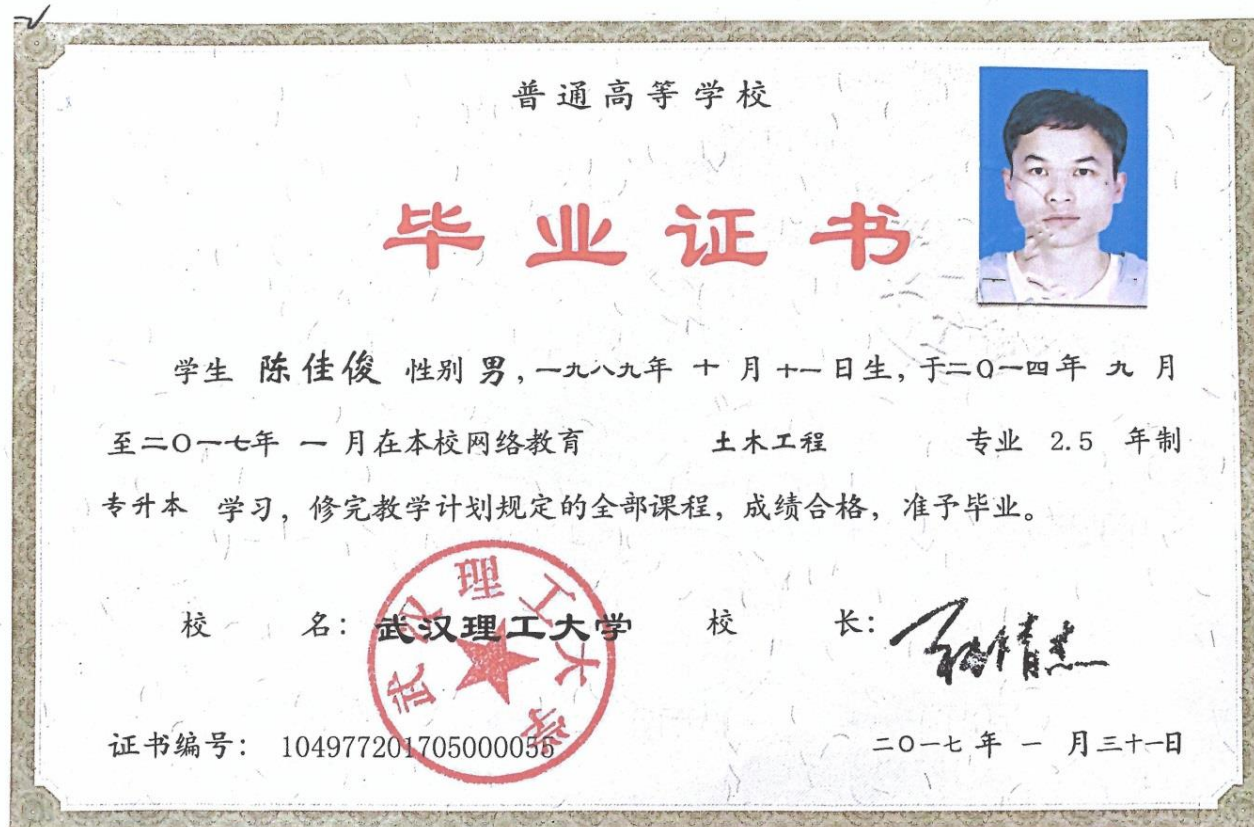 普通高等学校
毕业证书
学生 陈佳俊 性别 男，一九八九年 十 月 十一 日生，于二〇一四年 九 月
至二〇一七年 一 月在本校网络教育 土木工程 专业 2.5 年制
专升本 学习，修完教学计划规定的全部课程，成绩合格，准予毕业。
武汉理工大学
校 名：武汉理工大学 校 长：
证书编号： 104977201705000055 二〇一七 年 一 月三十一日